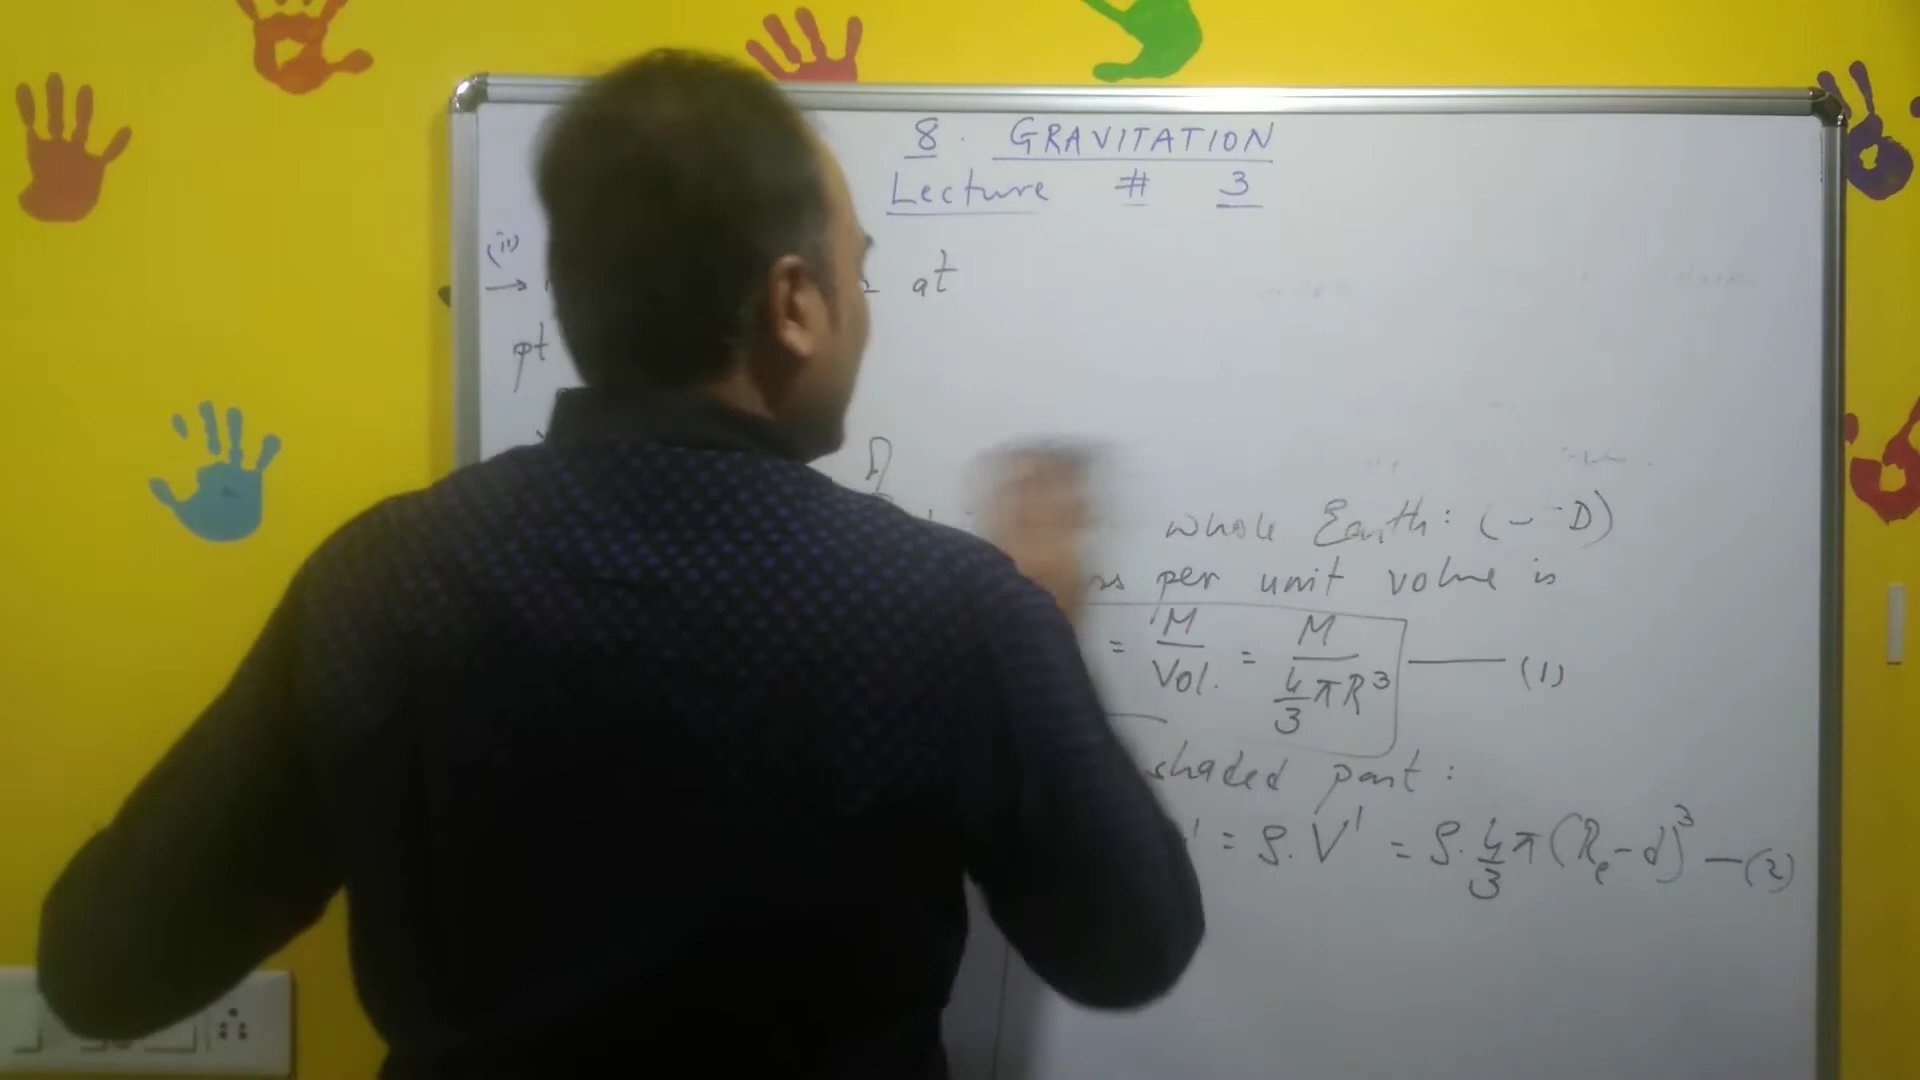 8. GRAVITATION
Lecture # 3
(ii)
→ at
pt
whole Earth: (- - D)
per unit volume is
= M/Vol. = M/(4/3 πR³) — (1)
shaded part:
' = ρ.V' = ρ. 4/3 π (Re - d)³ — (2)